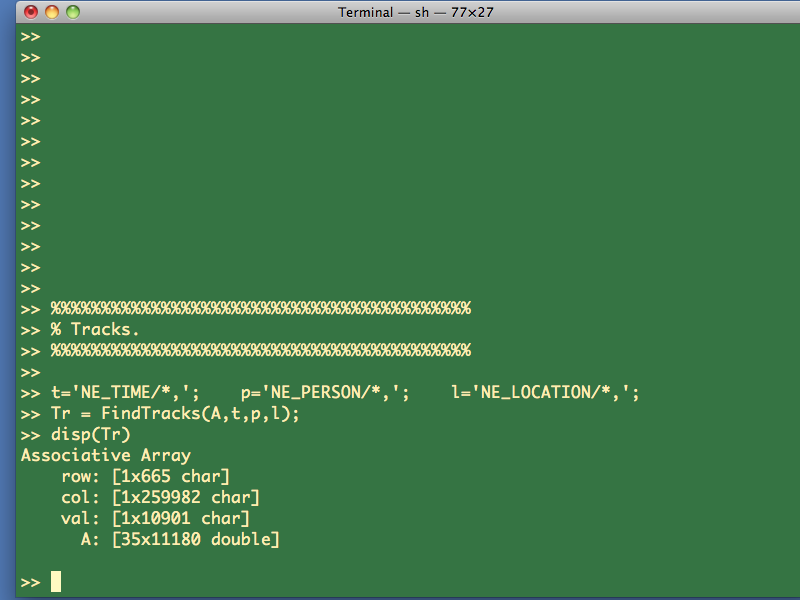 Terminal — sh — 77×27
>>
>>
>>
>>
>>
>>
>>
>>
>>
>>
>>
>>
>>
>> %%%%%%%%%%%%%%%%%%%%%%%%%%%%%%%%%%%%%%%%%%
>> % Tracks.
>> %%%%%%%%%%%%%%%%%%%%%%%%%%%%%%%%%%%%%%%%%%
>>
>> t='NE_TIME/*,';    p='NE_PERSON/*,';    l='NE_LOCATION/*,';
>> Tr = FindTracks(A,t,p,l);
>> disp(Tr)
Associative Array
    row: [1x665 char]
    col: [1x259982 char]
    val: [1x10901 char]
      A: [35x11180 double]
>>